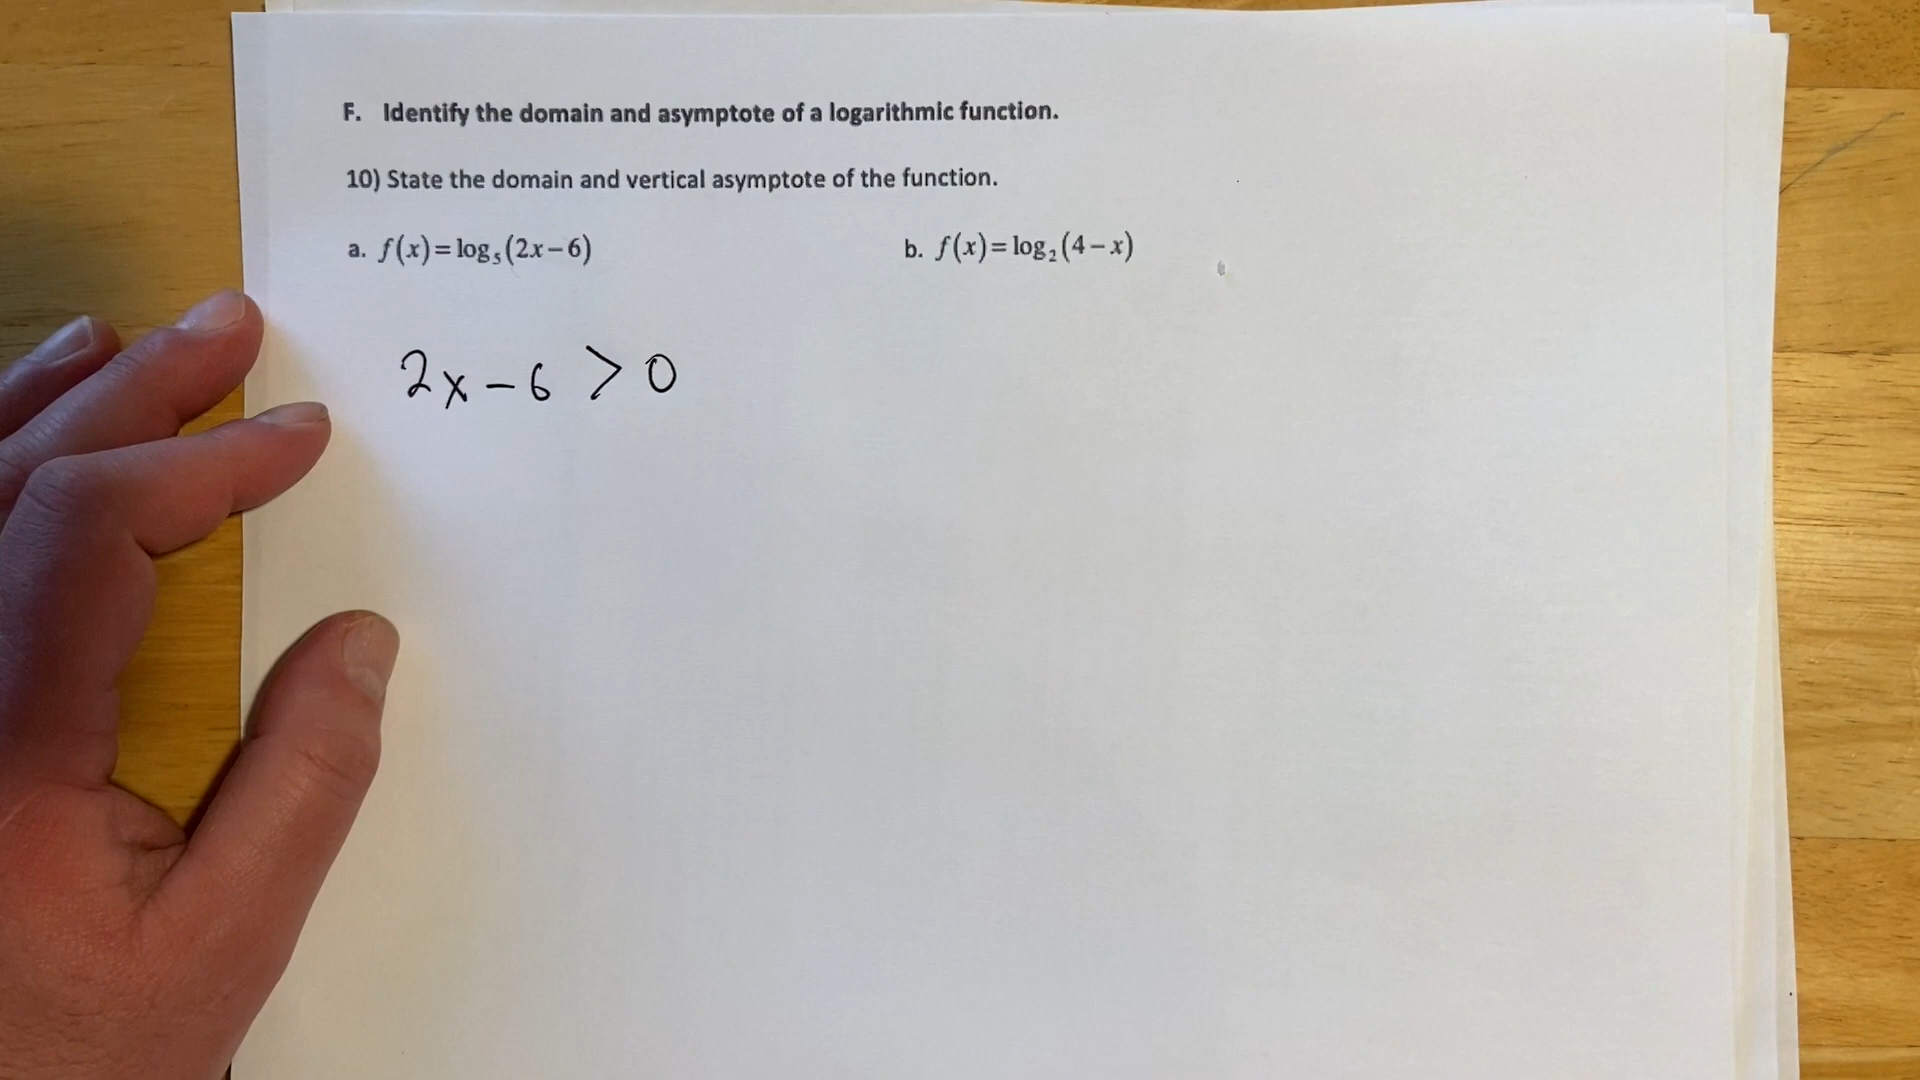 F. Identify the domain and asymptote of a logarithmic function.
10) State the domain and vertical asymptote of the function.
a. f(x)=log₅(2x−6)
b. f(x)=log₂(4−x)
2x − 6 > 0